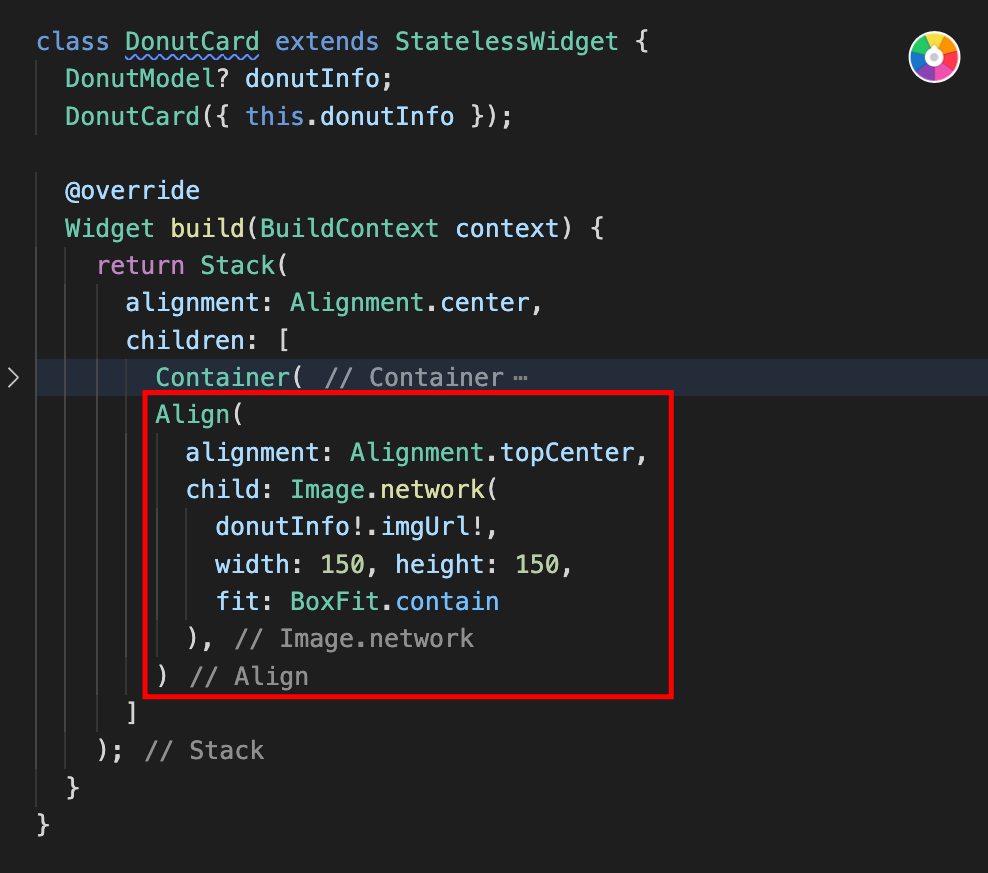 class DonutCard extends StatelessWidget {
DonutModel? donutInfo;
DonutCard({ this.donutInfo });
@override
Widget build(BuildContext context) {
return Stack(
alignment: Alignment.center,
children: [
Container( // Container ⋯
Align(
alignment: Alignment.topCenter,
child: Image.network(
donutInfo!.imgUrl!,
width: 150, height: 150,
fit: BoxFit.contain
), // Image.network
) // Align
]
); // Stack
}
}